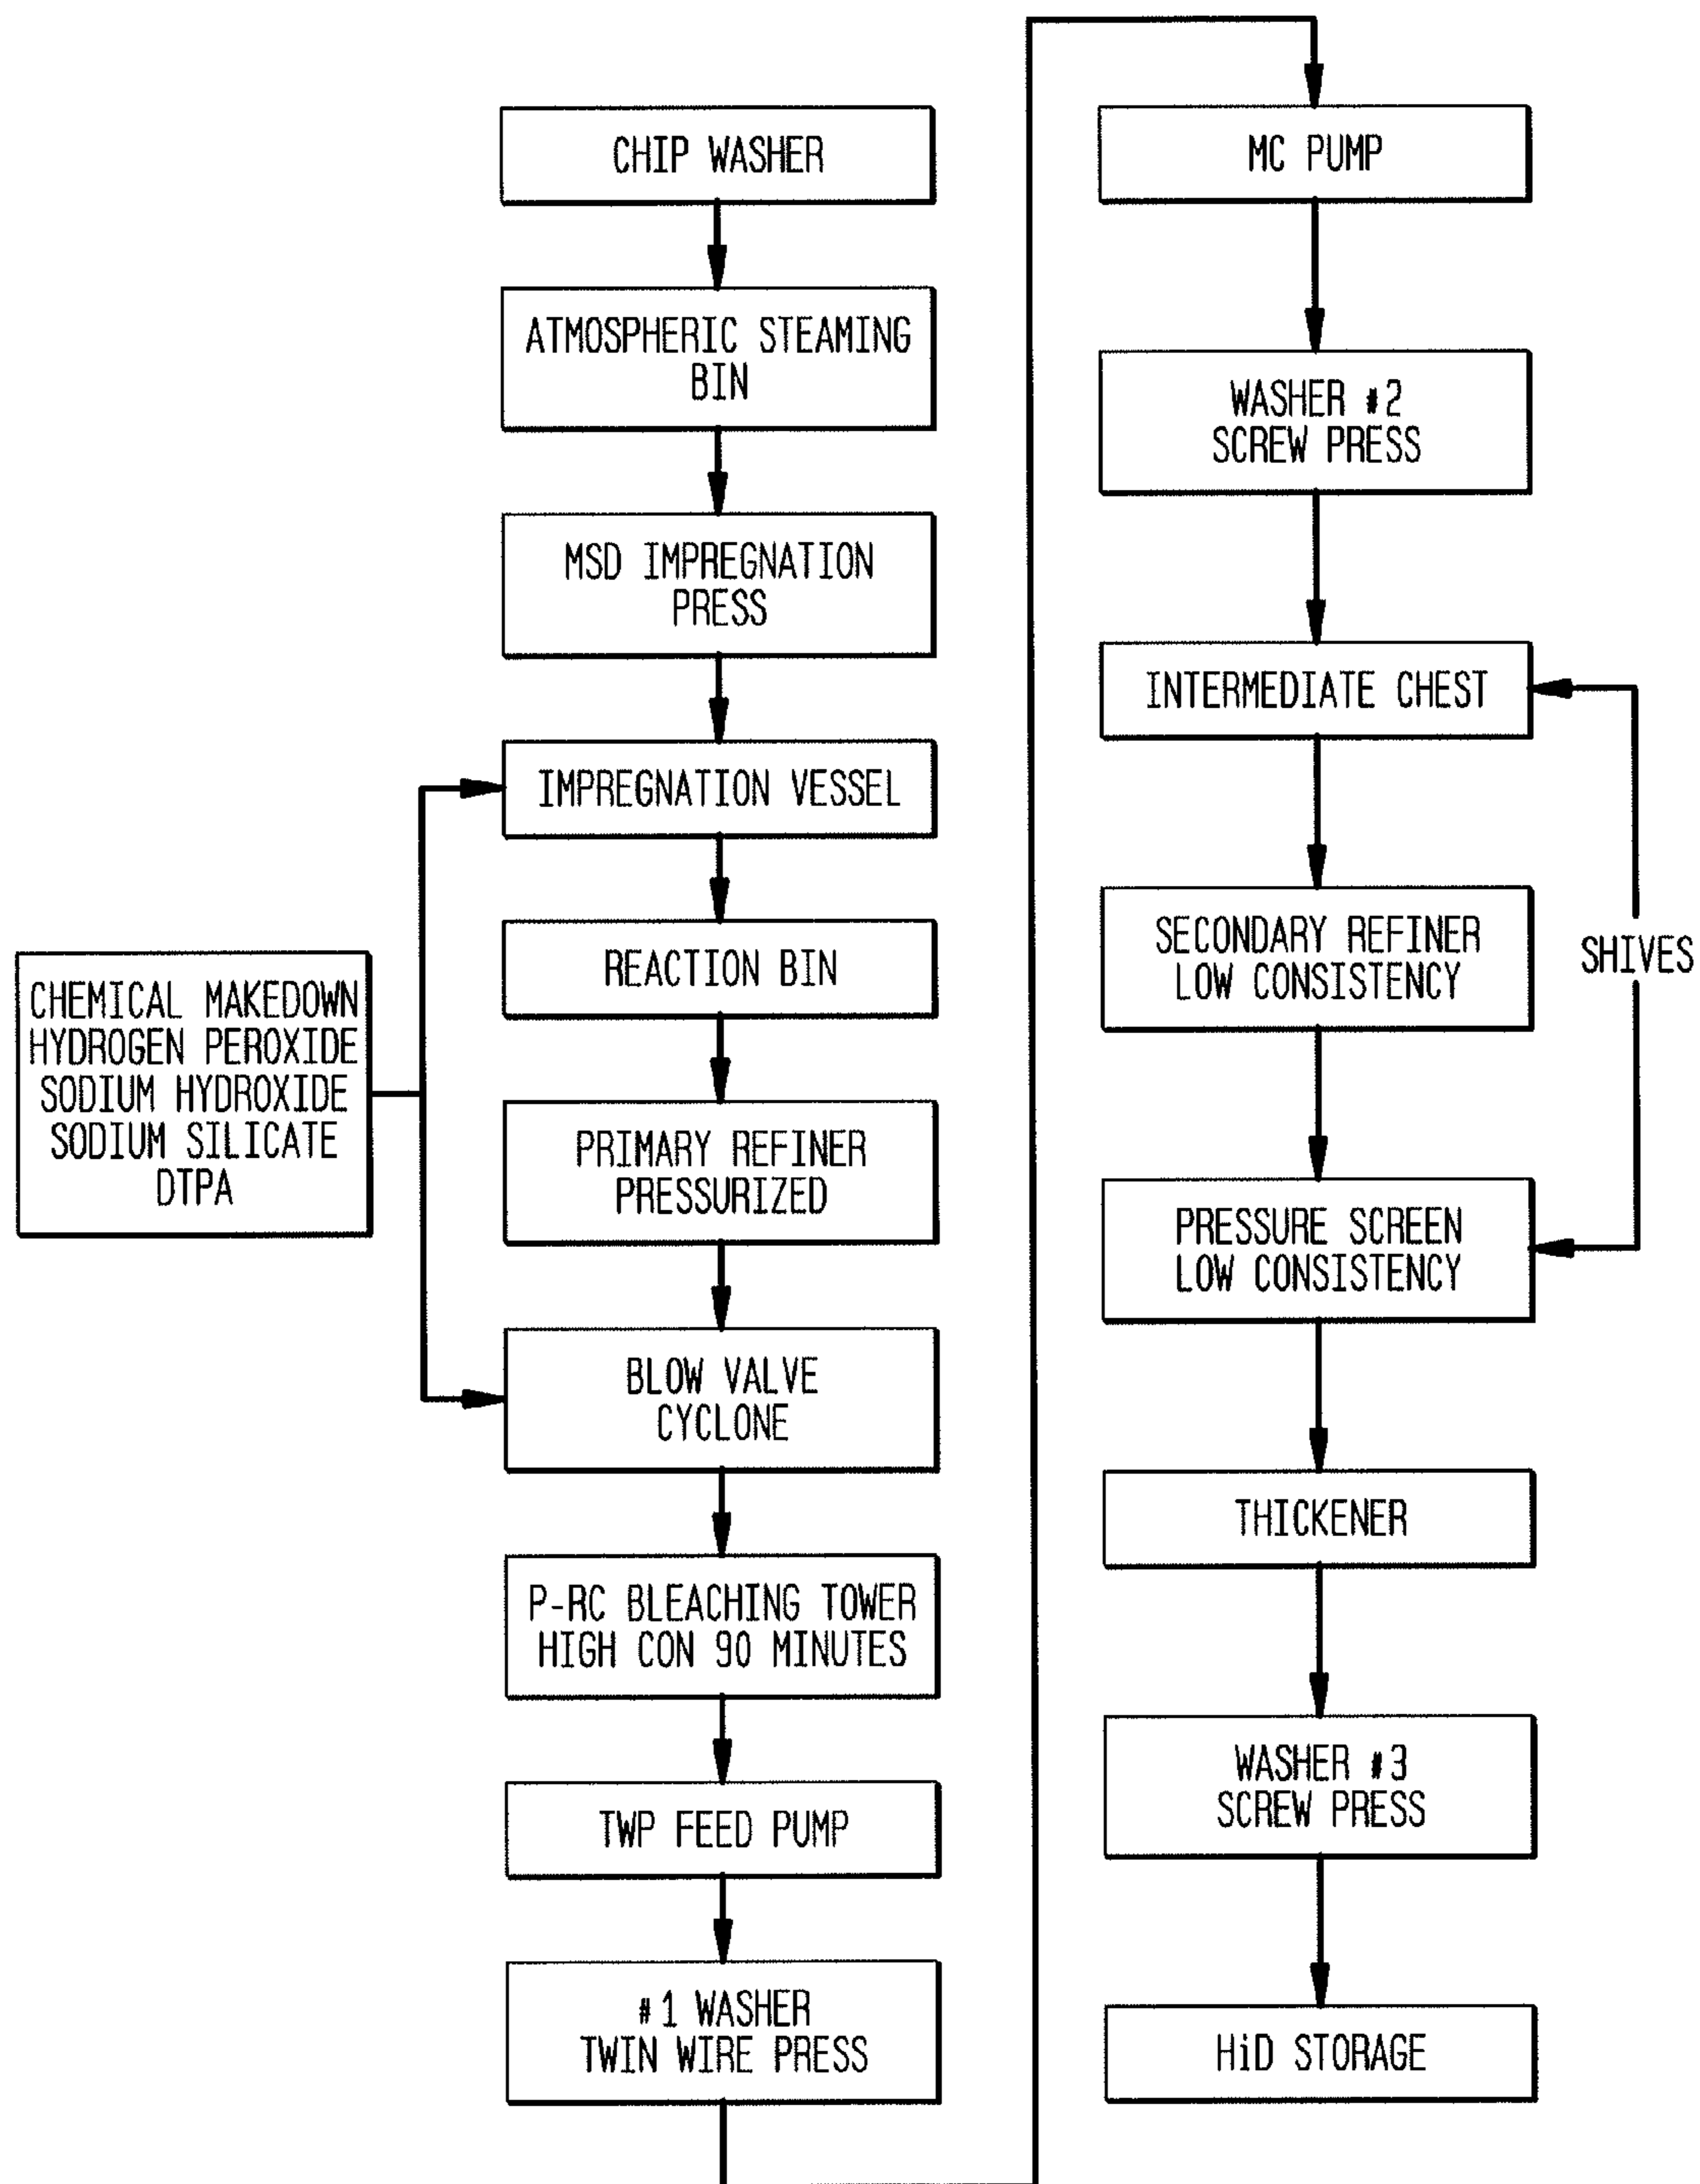 CHIP WASHER
ATMOSPHERIC STEAMING
BIN
MSD IMPREGNATION
PRESS
IMPREGNATION VESSEL
REACTION BIN
CHEMICAL MAKEDOWN
HYDROGEN PEROXIDE
SODIUM HYDROXIDE
SODIUM SILICATE
DTPA
PRIMARY REFINER
PRESSURIZED
BLOW VALVE
CYCLONE
P-RC BLEACHING TOWER
HIGH CON 90 MINUTES
TWP FEED PUMP
#1 WASHER
TWIN WIRE PRESS
MC PUMP
WASHER #2
SCREW PRESS
INTERMEDIATE CHEST
SECONDARY REFINER
LOW CONSISTENCY
SHIVES
PRESSURE SCREEN
LOW CONSISTENCY
THICKENER
WASHER #3
SCREW PRESS
HiD STORAGE